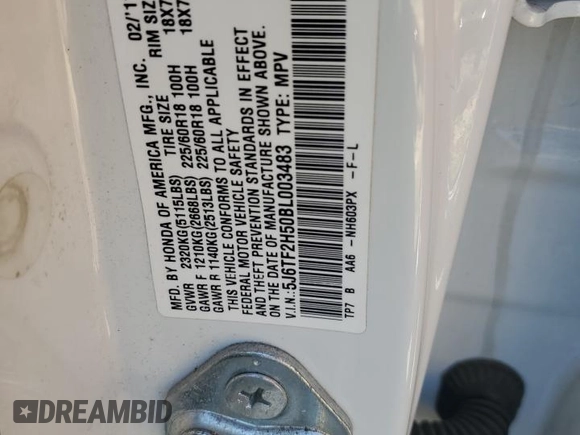 MFD. BY HONDA OF AMERICA MFG., INC. 02/'1
GVWR 2320KG(5115LBS) TIRE SIZE RIM SIZ
GAWR F 1210KG(2668LBS) 225/60R18 100H 18X7
GAWR R 1140KG(2513LBS) 225/60R18 100H 18X7
THIS VEHICLE CONFORMS TO ALL APPLICABLE
FEDERAL MOTOR VEHICLE SAFETY
AND THEFT PREVENTION STANDARDS IN EFFECT
ON THE DATE OF MANUFACTURE SHOWN ABOVE.
V.I.N.: 5J6TF2H50BL003483 TYPE: MPV
TP7 B AA6 -NH603PX -F-L
DREAMBID